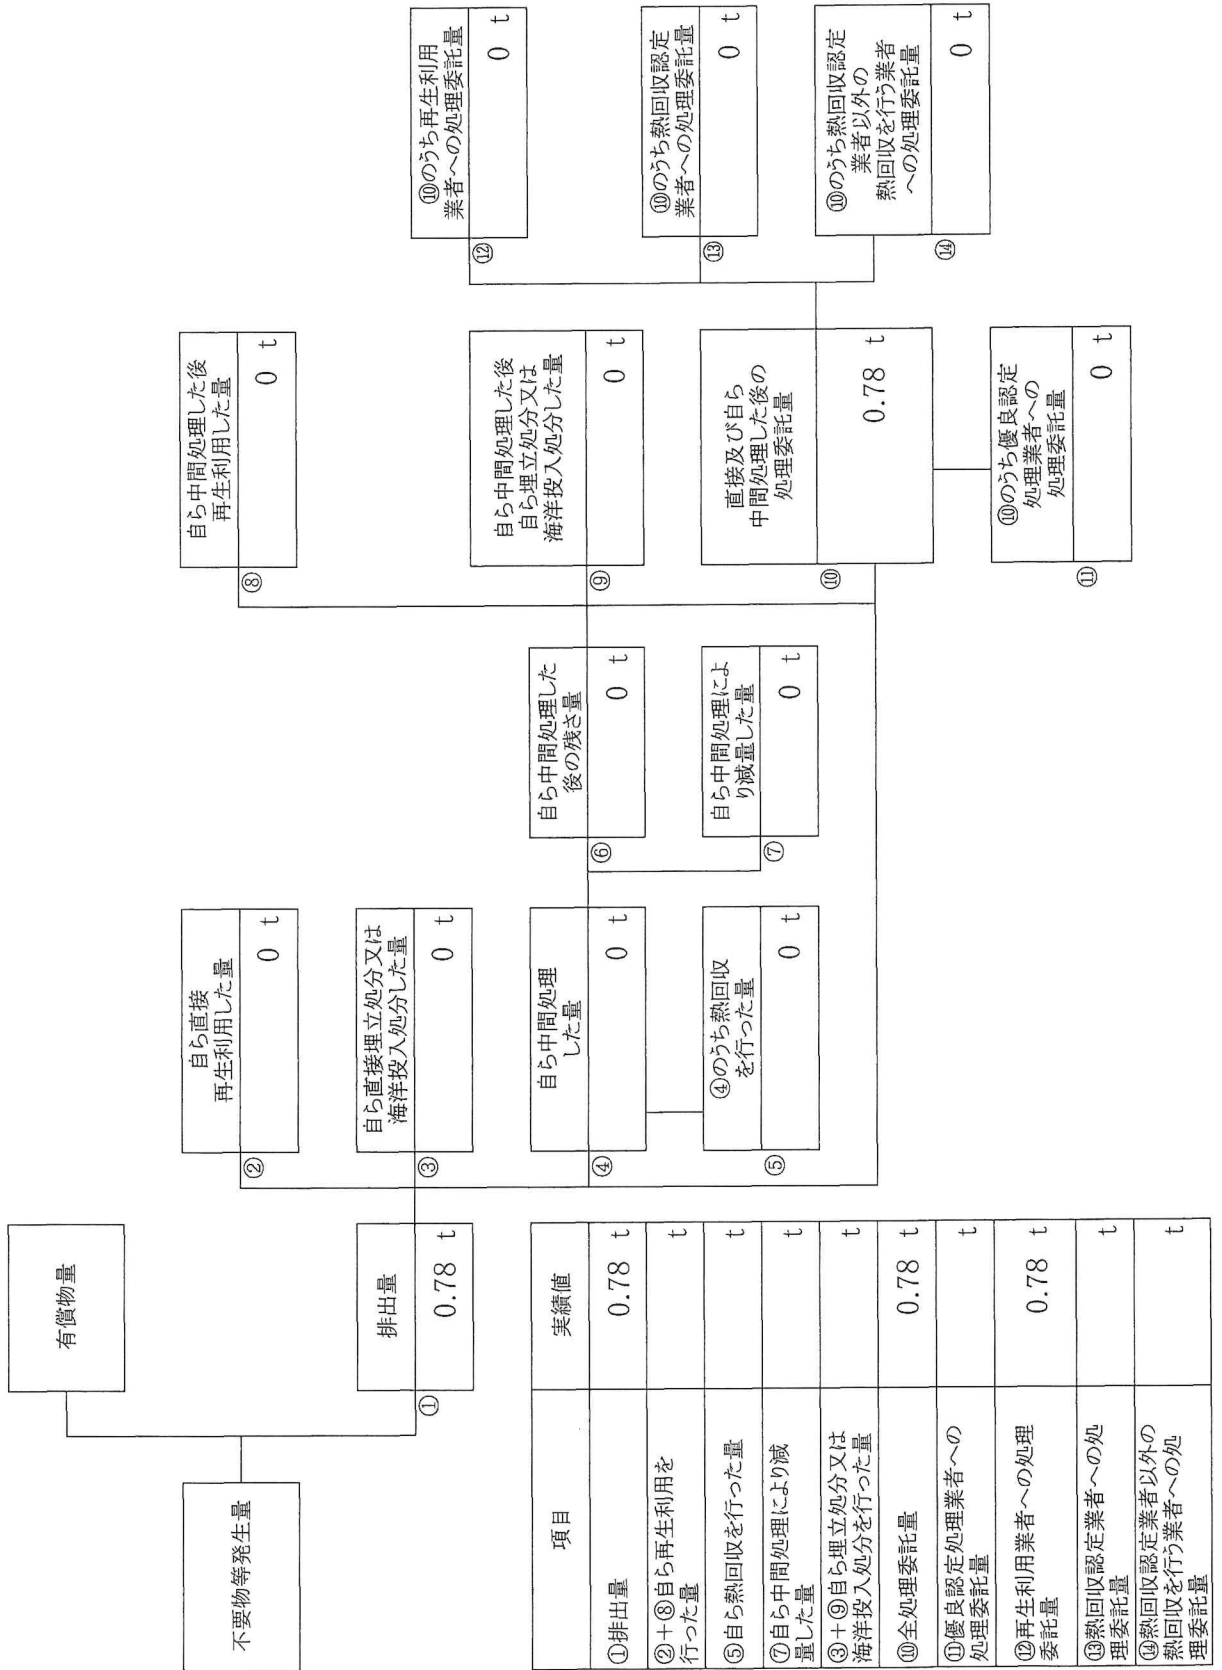 不要物等発生量
有償物量
排出量
①
0.78 t
自ら直接
再生利用した量
②
0 t
自ら直接埋立処分又は
海洋投入処分した量
③
0 t
自ら中間処理
した量
④
0 t
④のうち熱回収
を行った量
⑤
0 t
自ら中間処理した
後の残さ量
⑥
0 t
自ら中間処理によ
り減量した量
⑦
0 t
自ら中間処理した後
再生利用した量
⑧
0 t
自ら中間処理した後
自ら埋立処分又は
海洋投入処分した量
⑨
0 t
直接及び自ら
中間処理した後の
処理委託量
⑩
0.78 t
⑩のうち優良認定
処理業者への
処理委託量
⑪
0 t
⑩のうち再生利用
業者への処理委託量
⑫
0 t
⑩のうち熱回収認定
業者への処理委託量
⑬
0 t
⑩のうち熱回収認定
業者以外の
熱回収を行う業者
への処理委託量
⑭
0 t
項目 実績値
①排出量 0.78 t
②+⑧自ら再生利用を
行った量 t
⑤自ら熱回収を行った量 t
⑦自ら中間処理により減
量した量 t
③+⑨自ら埋立処分又は
海洋投入処分を行った量 t
⑩全処理委託量 0.78 t
⑪優良認定処理業者への
処理委託量 t
⑫再生利用業者への処理
委託量 0.78 t
⑬熱回収認定業者への処
理委託量 t
⑭熱回収認定業者以外の
熱回収を行う業者への処
理委託量 t